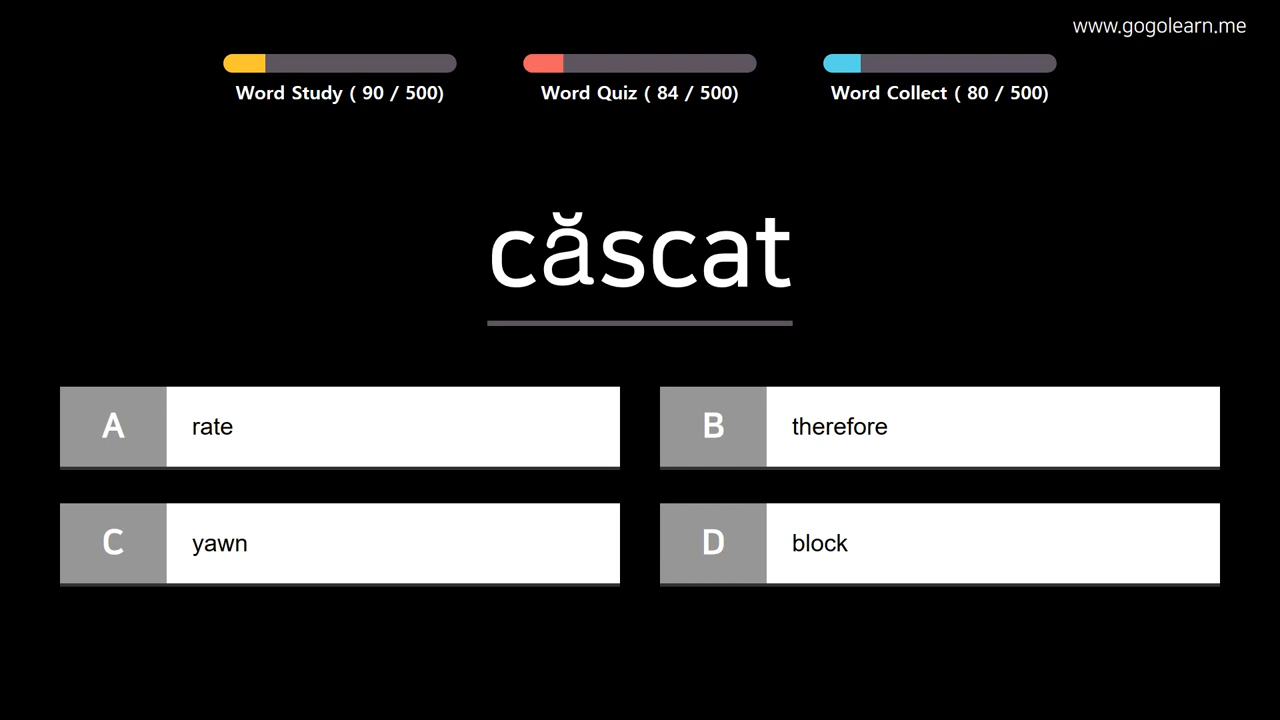 www.gogolearn.me
Word Study ( 90 / 500)
Word Quiz ( 84 / 500)
Word Collect ( 80 / 500)
căscat
A rate
B therefore
C yawn
D block